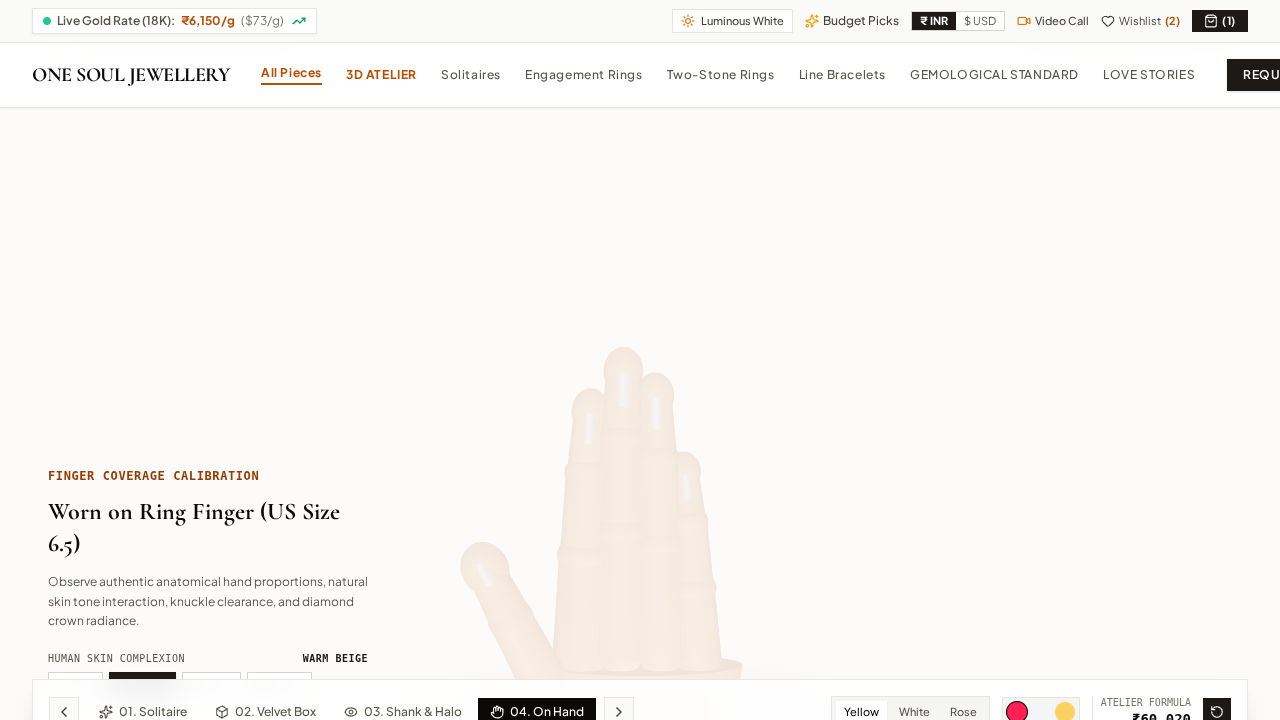 Live Gold Rate (18K): ₹6,150/g ($73/g)
Luminous White
Budget Picks
₹ INR $ USD
Video Call
Wishlist (2)
(1)
ONE SOUL JEWELLERY
All Pieces
3D ATELIER
Solitaires
Engagement Rings
Two-Stone Rings
Line Bracelets
GEMOLOGICAL STANDARD
LOVE STORIES
REQU
FINGER COVERAGE CALIBRATION
Worn on Ring Finger (US Size
6.5)
Observe authentic anatomical hand proportions, natural
skin tone interaction, knuckle clearance, and diamond
crown radiance.
HUMAN SKIN COMPLEXION WARM BEIGE
01. Solitaire
02. Velvet Box
03. Shank & Halo
04. On Hand
Yellow White Rose
ATELIER FORMULA
₹60,020